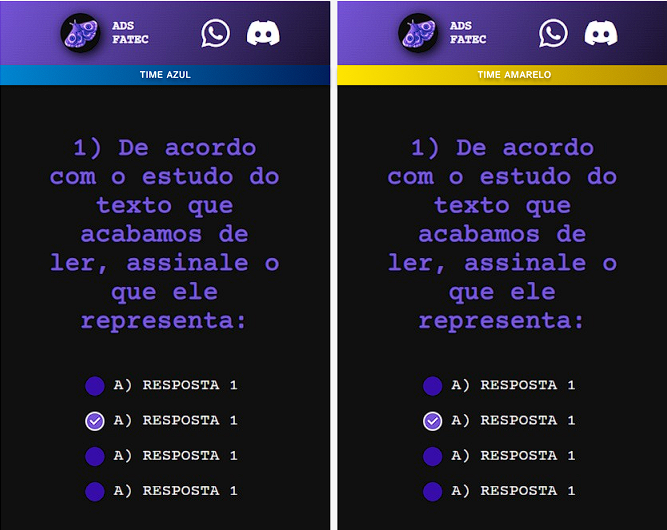 ADS
FATEC
TIME AZUL
1) De acordo
com o estudo do
texto que
acabamos de
ler, assinale o
que ele
representa:
A) RESPOSTA 1
A) RESPOSTA 1
A) RESPOSTA 1
A) RESPOSTA 1
ADS
FATEC
TIME AMARELO
1) De acordo
com o estudo do
texto que
acabamos de
ler, assinale o
que ele
representa:
A) RESPOSTA 1
A) RESPOSTA 1
A) RESPOSTA 1
A) RESPOSTA 1